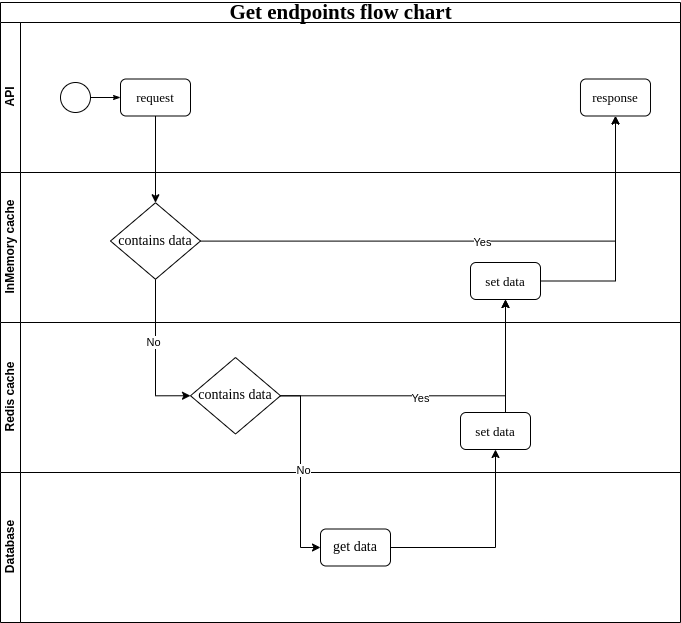 Get endpoints flow chart
API
request
response
InMemory cache
contains data
Yes
set data
No
Redis cache
contains data
Yes
set data
No
Database
get data